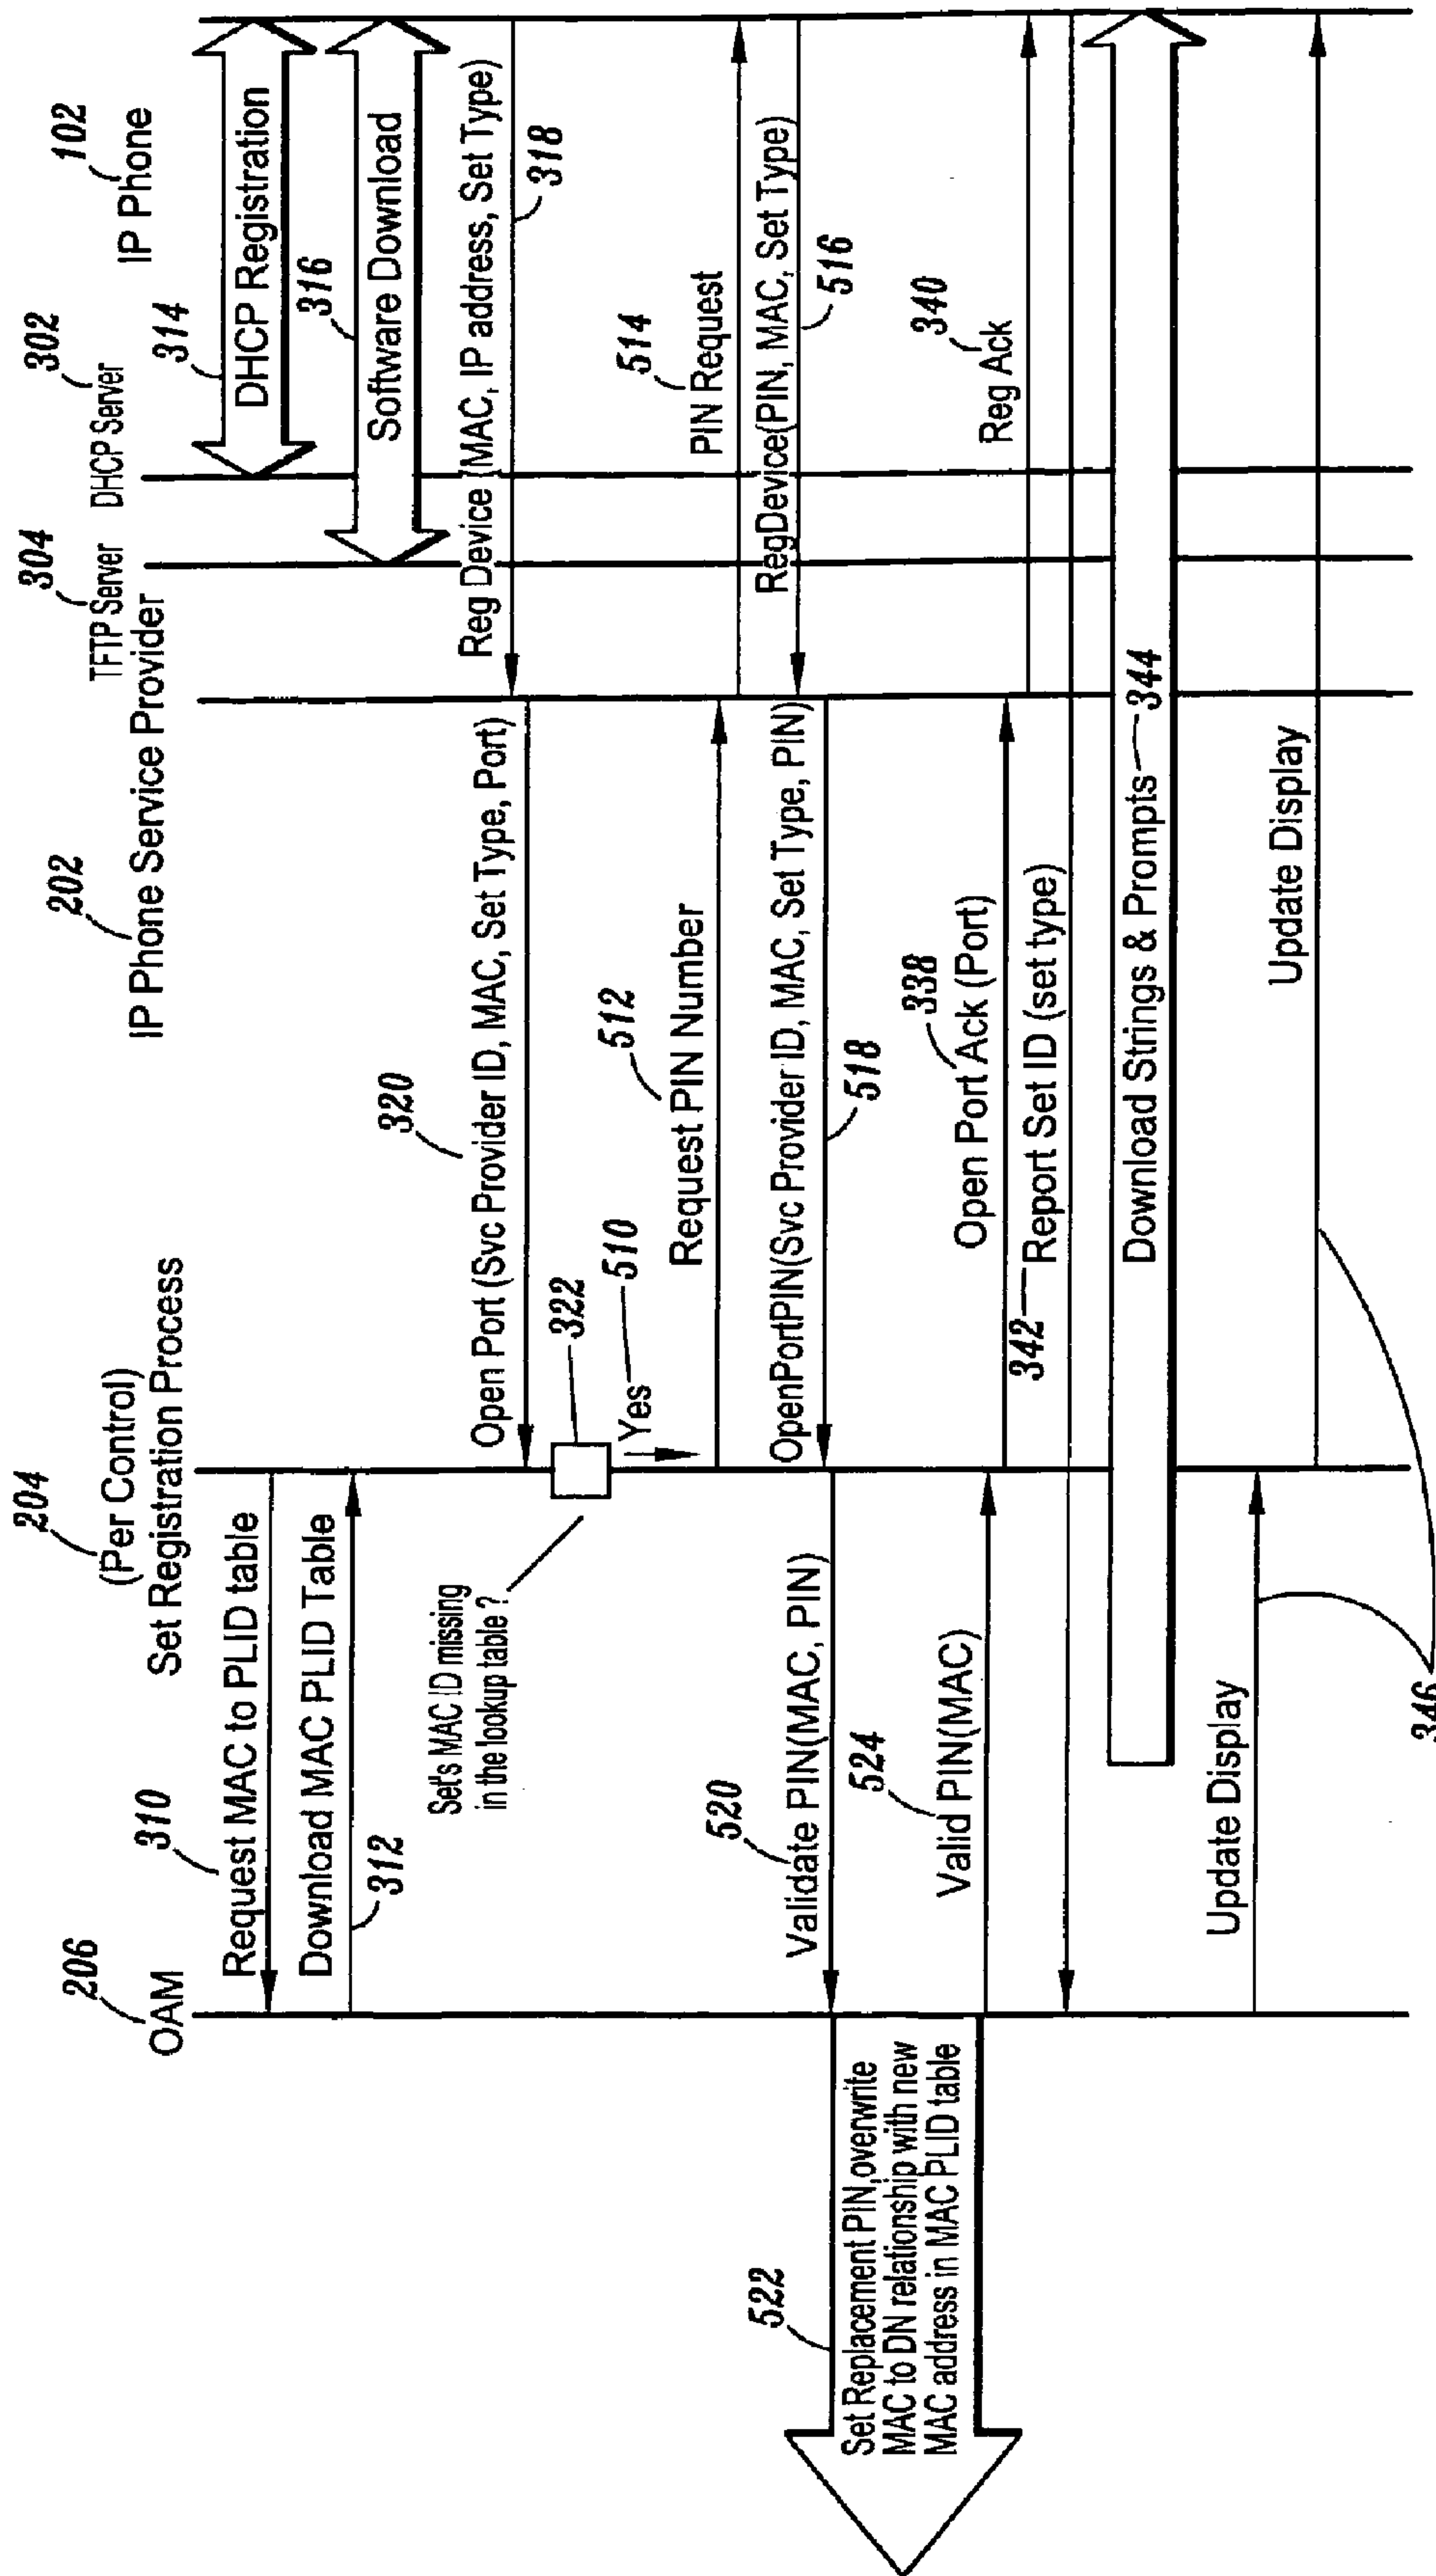 206
OAM
204
(Per Control)
Set Registration Process
202
IP Phone Service Provider
304
TFTP Server
302
DHCP Server
102
IP Phone
310
Request MAC to PLID table
314
DHCP Registration
Download MAC PLID Table
312
316
Software Download
Reg Device (MAC, IP address, Set Type)
318
320
Open Port (Svc Provider ID, MAC, Set Type, Port)
Set's MAC ID missing
in the lookup table?
322
Yes
510
512
Request PIN Number
514
PIN Request
RegDevice(PIN, MAC, Set Type)
516
OpenPortPIN(Svc Provider ID, MAC, Set Type, PIN)
518
520
Validate PIN(MAC, PIN)
522
Set Replacement PIN,overwrite
MAC to DN relationship with new
MAC address in MAC PLID table
524
Valid PIN(MAC)
338
Open Port Ack (Port)
340
Reg Ack
342
Report Set ID (set type)
Download Strings & Prompts
344
Update Display
Update Display
346